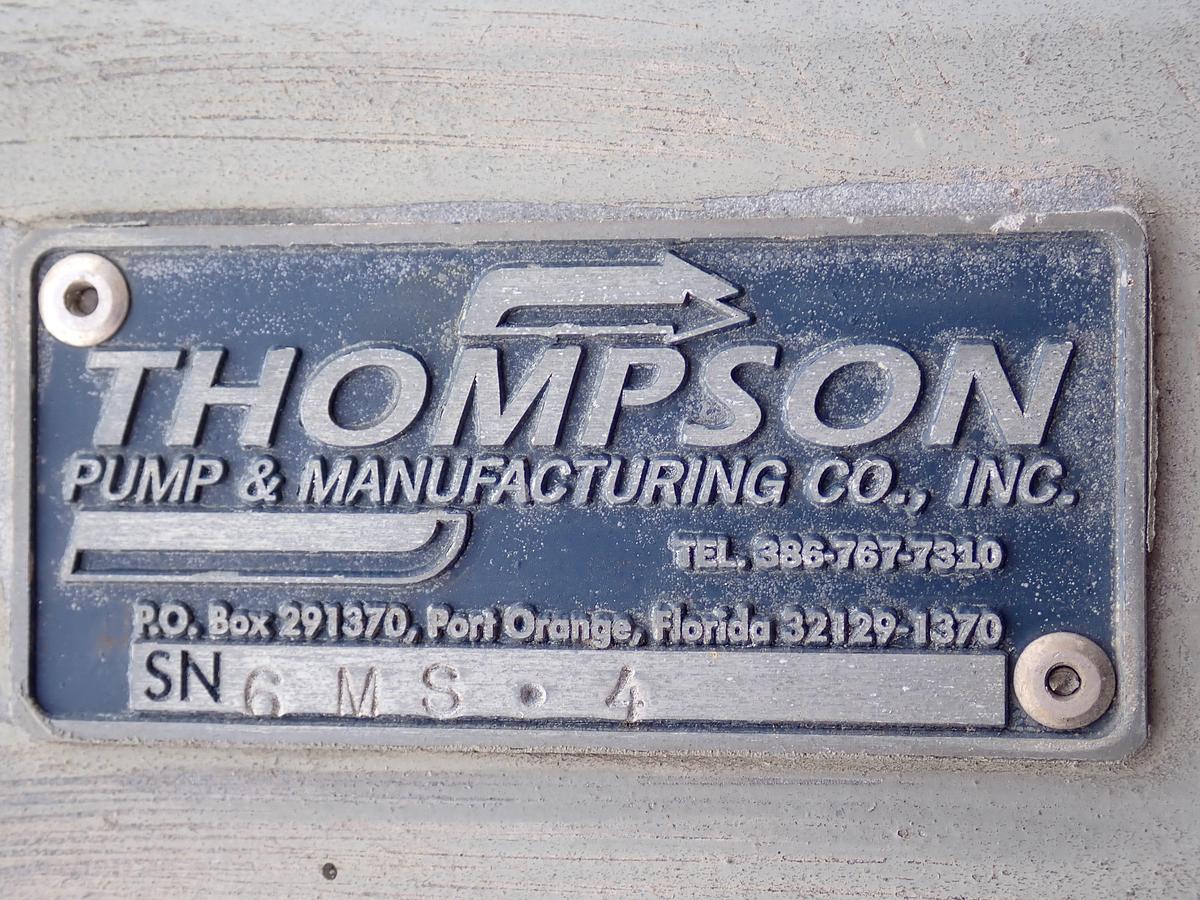 THOMPSON
PUMP & MANUFACTURING CO., INC.
TEL. 386-767-7310
P.O. Box 291370, Port Orange, Florida 32129-1370
SN 6 MS • 4